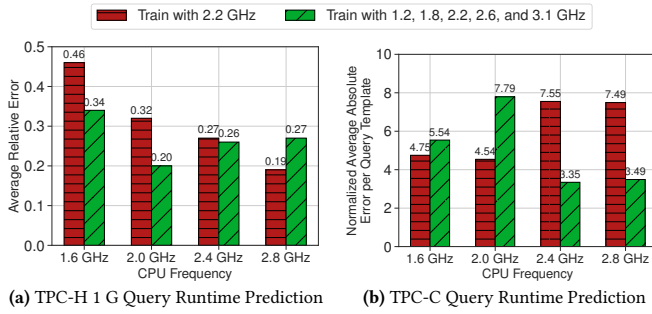 Train with 2.2 GHz
Train with 1.2, 1.8, 2.2, 2.6, and 3.1 GHz
Average Relative Error
0.5
0.4
0.3
0.2
0.1
0.0
0.46
0.34
0.32
0.20
0.27
0.26
0.19
0.27
1.6 GHz
2.0 GHz
2.4 GHz
2.8 GHz
CPU Frequency
(a) TPC-H 1 G Query Runtime Prediction
Normalized Average Absolute
Error per Query Template
10
8
6
4
2
0
4.75
5.54
4.54
7.79
7.55
3.35
7.49
3.49
1.6 GHz
2.0 GHz
2.4 GHz
2.8 GHz
CPU Frequency
(b) TPC-C Query Runtime Prediction